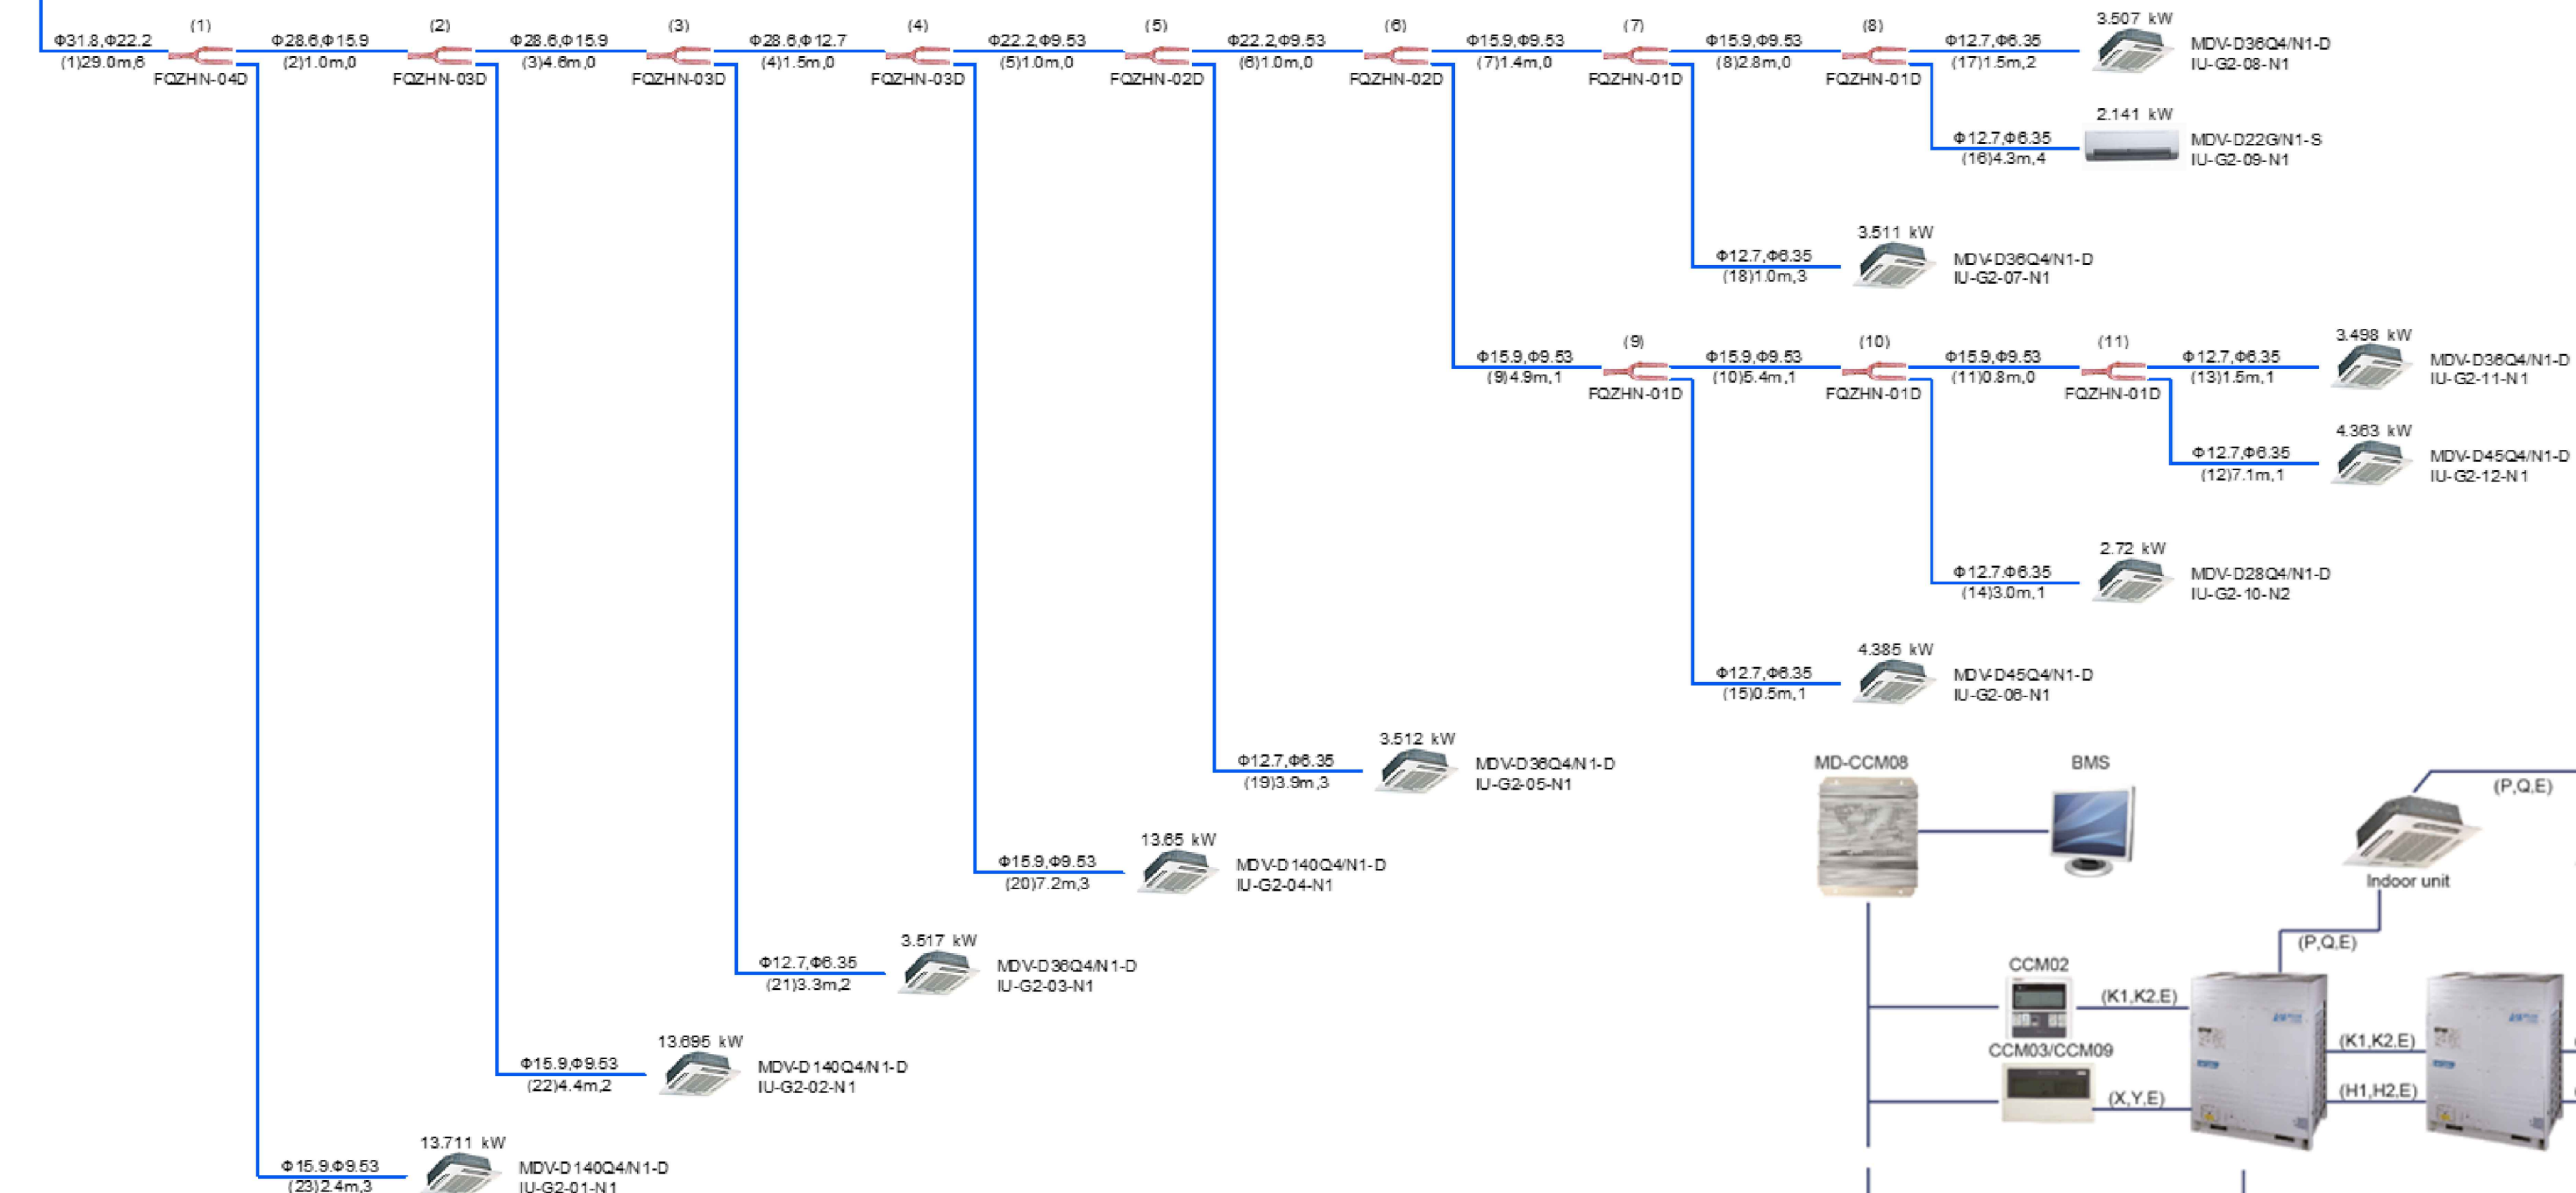 (1)
(2)
(3)
(4)
(5)
(6)
(7)
(8)
Φ31.8,Φ22.2
(1)29.0m,6
FQZHN-04D
Φ28.6,Φ15.9
(2)1.0m,0
FQZHN-03D
Φ28.6,Φ15.9
(3)4.6m,0
FQZHN-03D
Φ28.6,Φ12.7
(4)1.5m,0
FQZHN-03D
Φ22.2,Φ9.53
(5)1.0m,0
FQZHN-02D
Φ22.2,Φ9.53
(6)1.0m,0
FQZHN-02D
Φ15.9,Φ9.53
(7)1.4m,0
FQZHN-01D
Φ15.9,Φ9.53
(8)2.8m,0
FQZHN-01D
Φ12.7,Φ6.35
(17)1.5m,2
3.507 kW
MDV-D36Q4/N1-D
IU-G2-08-N1
Φ12.7,Φ6.35
(16)4.3m,4
2.141 kW
MDV-D22G/N1-S
IU-G2-09-N1
Φ12.7,Φ6.35
(18)1.0m,3
3.511 kW
MDV-D36Q4/N1-D
IU-G2-07-N1
Φ15.9,Φ9.53
(9)4.9m,1
(9)
FQZHN-01D
Φ15.9,Φ9.53
(10)5.4m,1
(10)
FQZHN-01D
Φ15.9,Φ9.53
(11)0.8m,0
(11)
FQZHN-01D
Φ12.7,Φ6.35
(13)1.5m,1
3.498 kW
MDV-D36Q4/N1-D
IU-G2-11-N1
Φ12.7,Φ6.35
(12)7.1m,1
4.363 kW
MDV-D45Q4/N1-D
IU-G2-12-N1
Φ12.7,Φ6.35
(14)3.0m,1
2.72 kW
MDV-D28Q4/N1-D
IU-G2-10-N2
Φ12.7,Φ6.35
(15)0.5m,1
4.385 kW
MDV-D45Q4/N1-D
IU-G2-06-N1
Φ12.7,Φ6.35
(19)3.9m,3
3.512 kW
MDV-D36Q4/N1-D
IU-G2-05-N1
Φ15.9,Φ9.53
(20)7.2m,3
13.65 kW
MDV-D140Q4/N1-D
IU-G2-04-N1
Φ12.7,Φ6.35
(21)3.3m,2
3.517 kW
MDV-D36Q4/N1-D
IU-G2-03-N1
Φ15.9,Φ9.53
(22)4.4m,2
13.695 kW
MDV-D140Q4/N1-D
IU-G2-02-N1
Φ15.9,Φ9.53
(23)2.4m,3
13.711 kW
MDV-D140Q4/N1-D
IU-G2-01-N1
MD-CCM08
BMS
(P,Q,E)
Indoor unit
(P,Q,E)
CCM02
(K1,K2,E)
CCM03/CCM09
(X,Y,E)
(K1,K2,E)
(H1,H2,E)